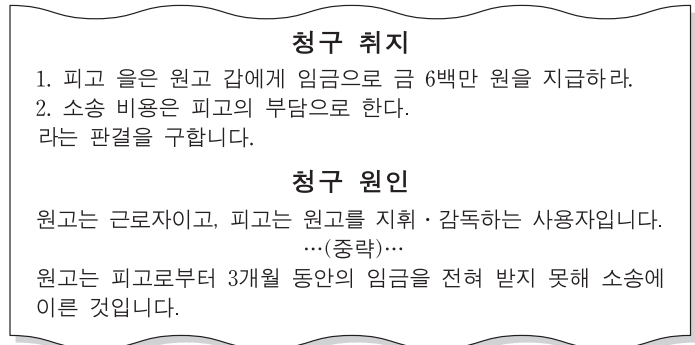 청구 취지
1. 피고 을은 원고 갑에게 임금으로 금 6백만 원을 지급하라.
2. 소송 비용은 피고의 부담으로 한다.
라는 판결을 구합니다.
청구 원인
원고는 근로자이고, 피고는 원고를 지휘·감독하는 사용자입니다.
…(중략)…
원고는 피고로부터 3개월 동안의 임금을 전혀 받지 못해 소송에
이른 것입니다.